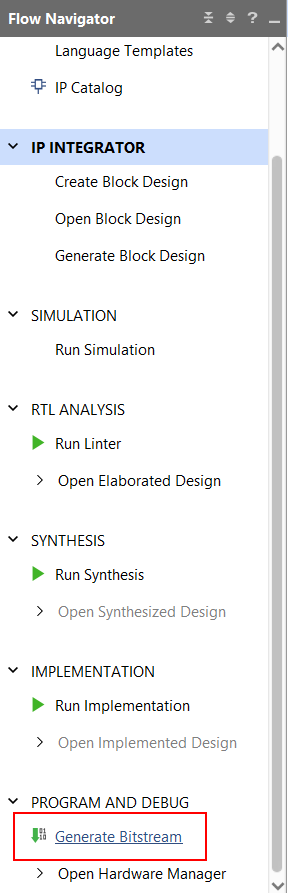 Flow Navigator
?
Language Templates
IP Catalog
IP INTEGRATOR
Create Block Design
Open Block Design
Generate Block Design
SIMULATION
Run Simulation
RTL ANALYSIS
Run Linter
Open Elaborated Design
SYNTHESIS
Run Synthesis
Open Synthesized Design
IMPLEMENTATION
Run Implementation
Open Implemented Design
PROGRAM AND DEBUG
Generate Bitstream
Open Hardware Manager